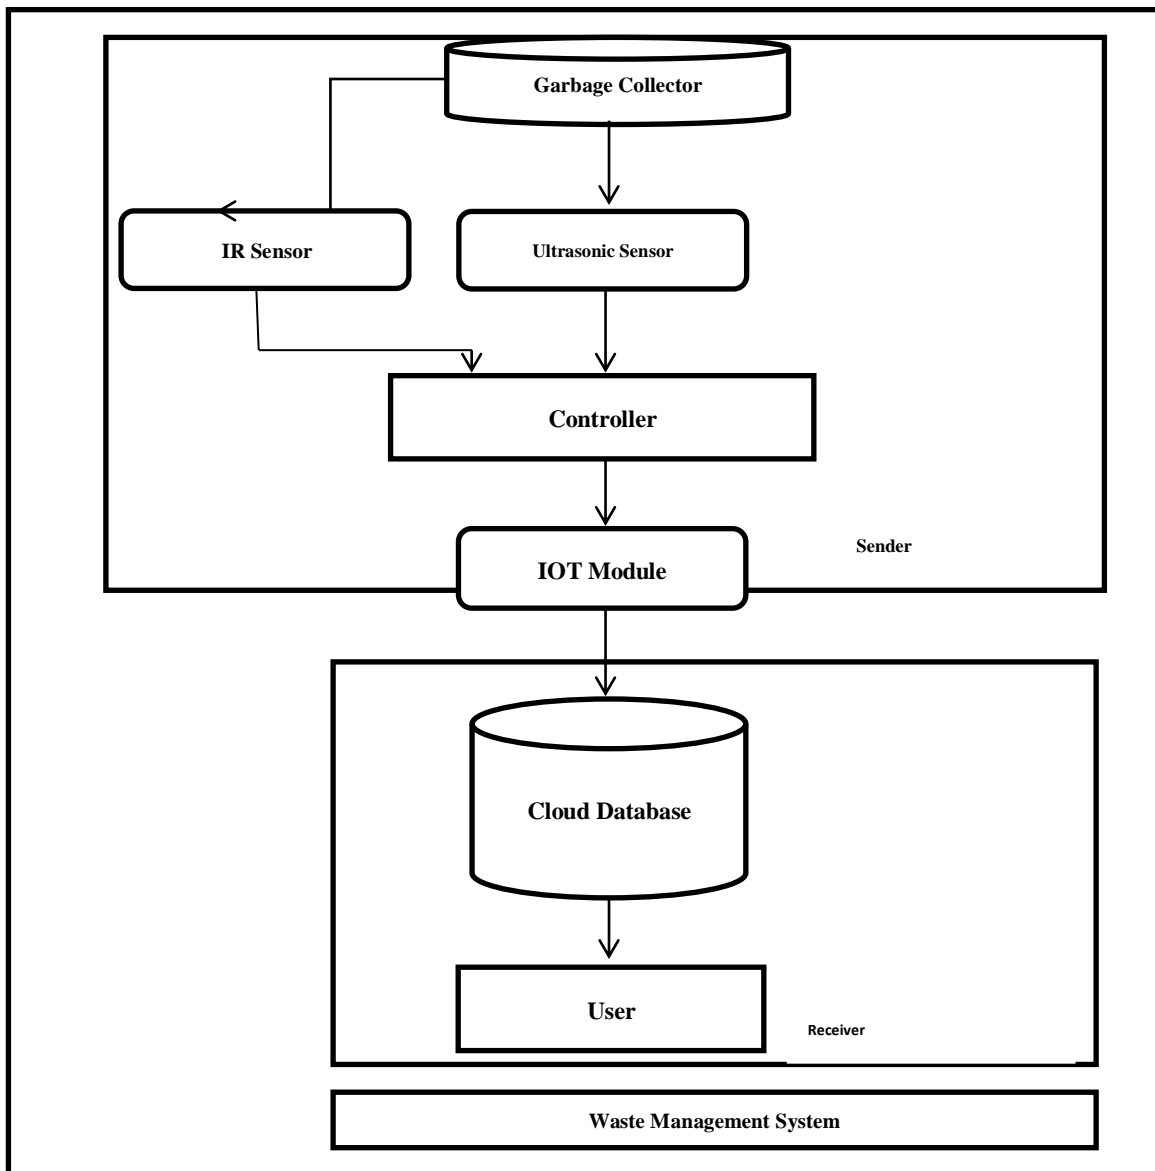 Garbage Collector
IR Sensor
Ultrasonic Sensor
Controller
Sender
IOT Module
Cloud Database
User
Receiver
Waste Management System